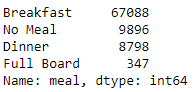 Breakfast     67088
No Meal        9896
Dinner         8798
Full Board      347
Name: meal, dtype: int64